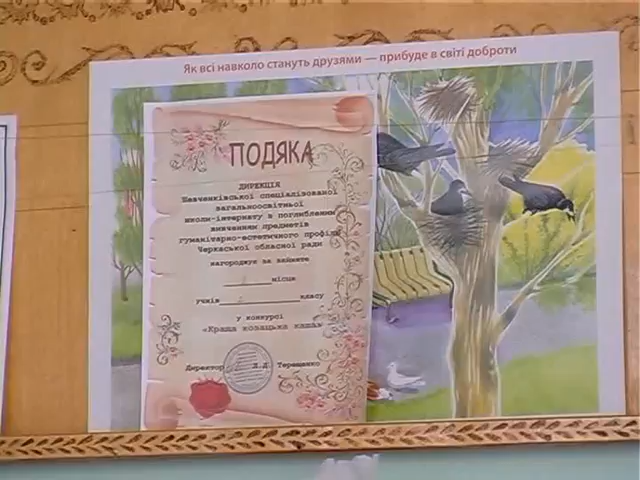 Як всі навколо стануть друзями — прибуде в світі доброти
ПОДЯКА
ДИРЕКЦІЯ
Шевченківської спеціалізованої
загальноосвітньої
школи-інтернату з поглибленим
вивченням предметів
гуманітарно-естетичного профілю
Черкаської обласної ради
нагороджує за зайняте
місце
учнів класу
у конкурсі
«Краща козацька кашА»
Директор Л.Д. Терещенко